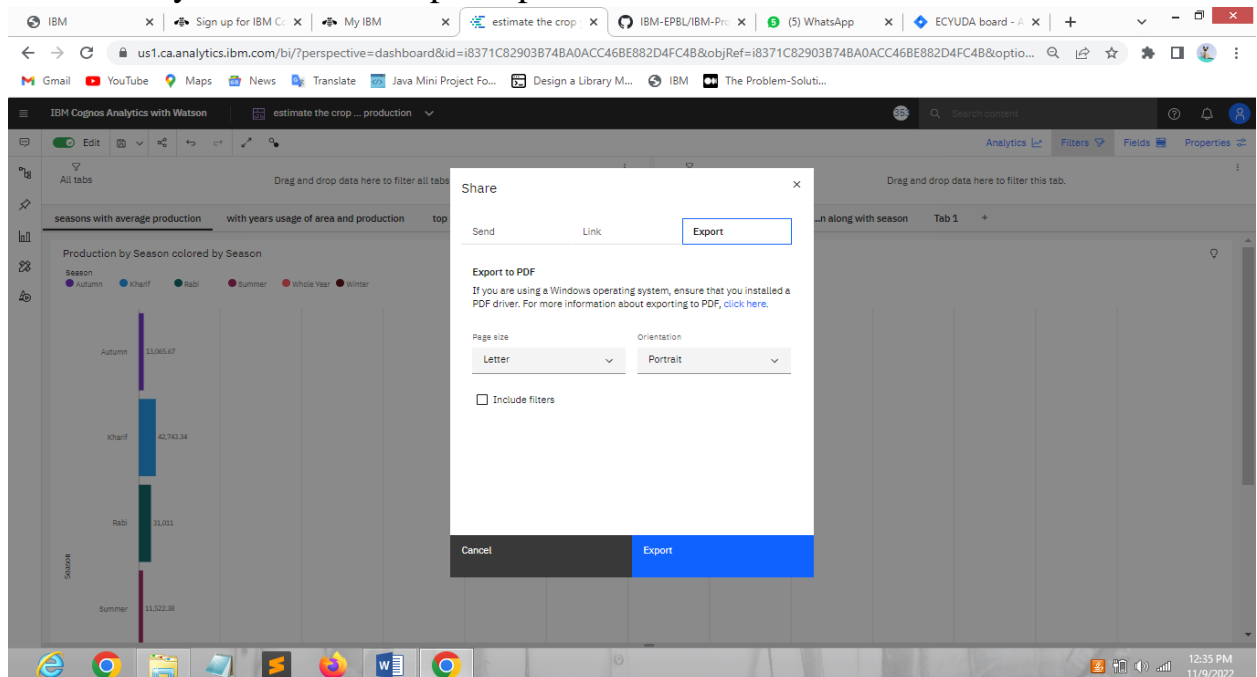 IBM
Sign up for IBM Cc
My IBM
estimate the crop
IBM-EPBL/IBM-Pro
(5) WhatsApp
ECYUDA board - A
us1.ca.analytics.ibm.com/bi/?perspective=dashboard&id=i8371C82903B74BA0ACC46BE882D4FC4B&objRef=i8371C82903B74BA0ACC46BE882D4FC4B&optio...
Gmail
YouTube
Maps
News
Translate
Java Mini Project Fo...
Design a Library M...
IBM
The Problem-Soluti...
IBM Cognos Analytics with Watson
estimate the crop ... production
Search content
Edit
Analytics
Filters
Fields
Properties
All tabs
Drag and drop data here to filter all tabs
Drag and drop data here to filter this tab.
seasons with average production
with years usage of area and production
top
...n along with season
Tab 1
Share
Send
Link
Export
Export to PDF
If you are using a Windows operating system, ensure that you installed a
PDF driver. For more information about exporting to PDF, click here.
Page size
Orientation
Letter
Portrait
Include filters
Cancel
Export
Production by Season colored by Season
Season
Autumn
Kharif
Rabi
Summer
Whole Year
Winter
Autumn
13,065.67
Kharif
42,743.34
Rabi
31,011
Summer
11,522.38
Season
12:35 PM
11/9/2022